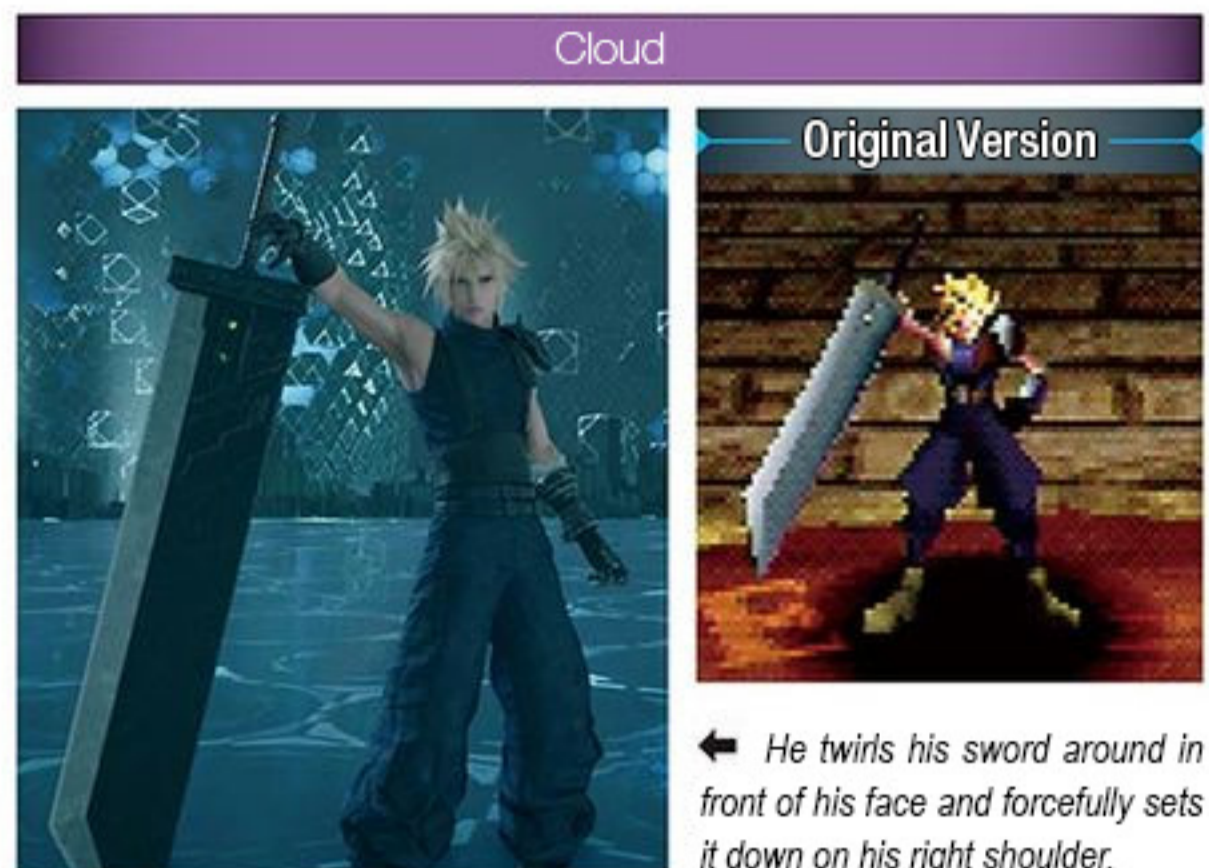 Cloud
Original Version
← He twirls his sword around in
front of his face and forcefully sets
it down on his right shoulder.